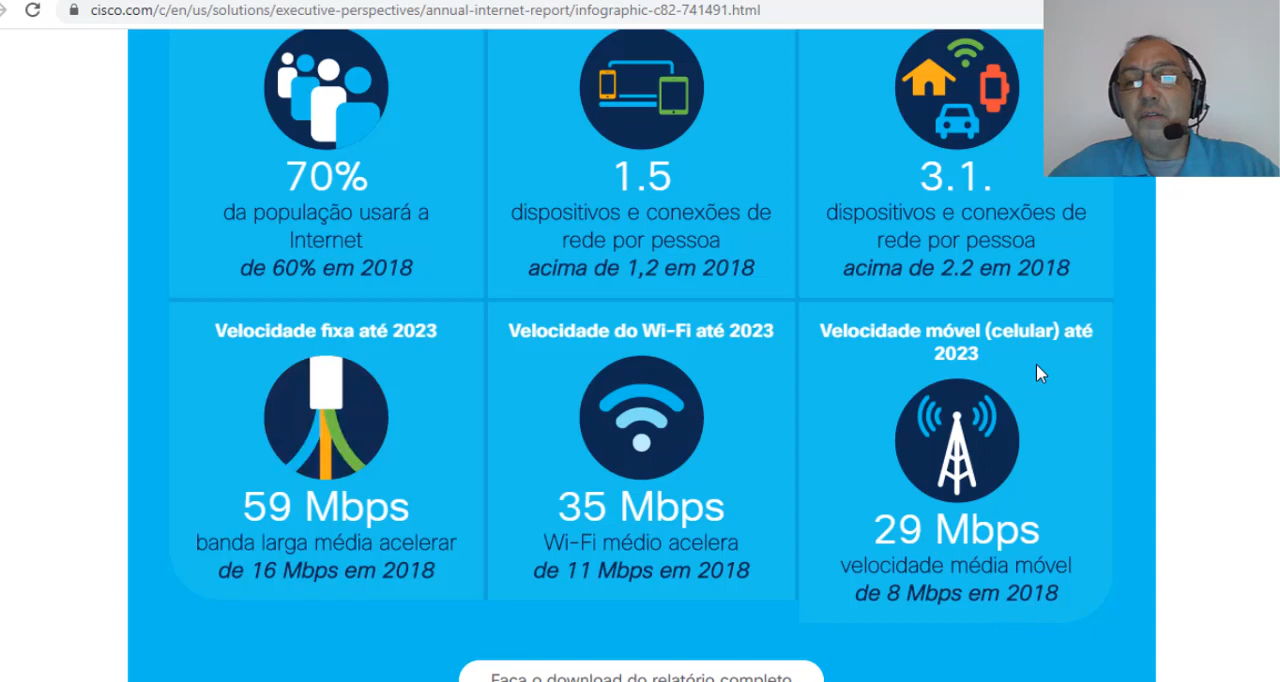 cisco.com/c/en/us/solutions/executive-perspectives/annual-internet-report/infographic-c82-741491.html
70%
da população usará a
Internet
de 60% em 2018
1.5
dispositivos e conexões de
rede por pessoa
acima de 1,2 em 2018
3.1.
dispositivos e conexões de
rede por pessoa
acima de 2.2 em 2018
Velocidade fixa até 2023
59 Mbps
banda larga média acelerar
de 16 Mbps em 2018
Velocidade do Wi-Fi até 2023
35 Mbps
Wi-Fi médio acelera
de 11 Mbps em 2018
Velocidade móvel (celular) até
2023
29 Mbps
velocidade média móvel
de 8 Mbps em 2018
Faça o download do relatório completo